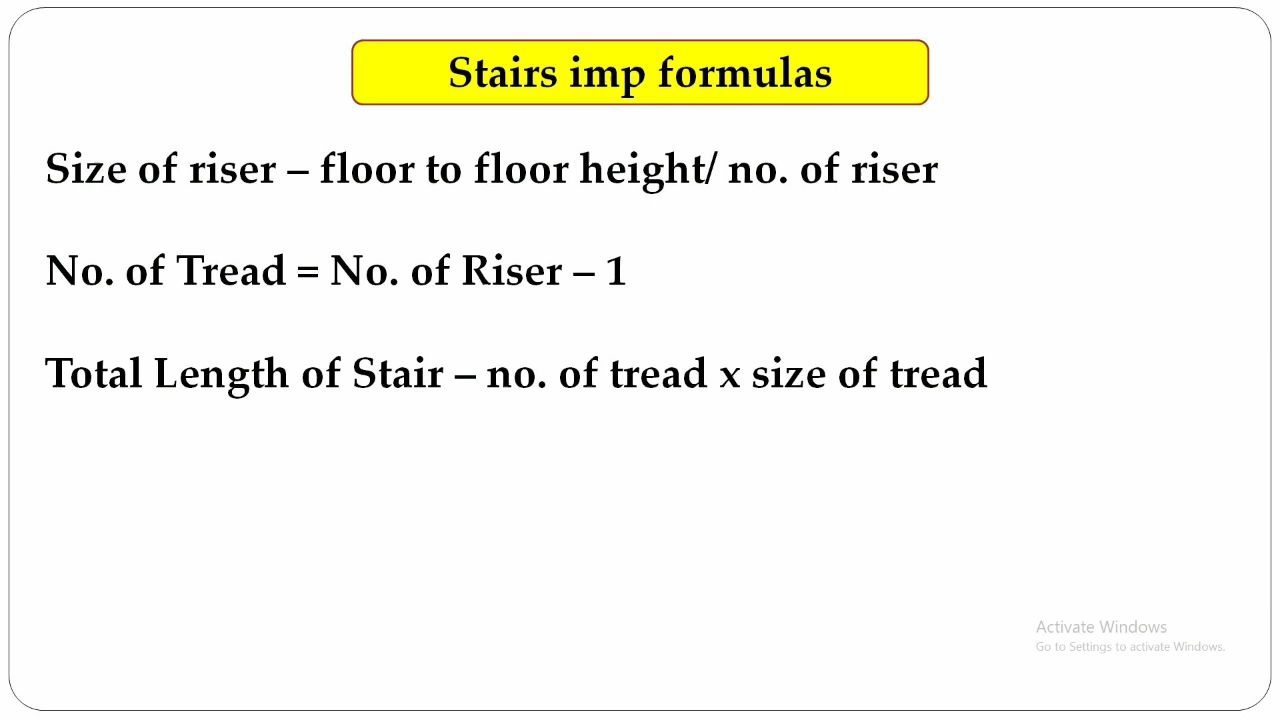 Stairs imp formulas
Size of riser – floor to floor height/ no. of riser
No. of Tread = No. of Riser – 1
Total Length of Stair – no. of tread x size of tread
Activate Windows
Go to Settings to activate Windows.